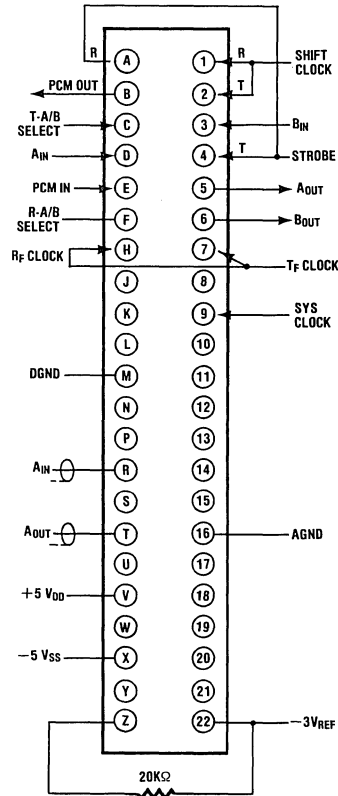 R A 1 R SHIFT CLOCK
PCM OUT B 2 T
T-A/B SELECT C 3 BIN
AIN D 4 T STROBE
PCM IN E 5 AOUT
R-A/B SELECT F 6 BOUT
RF CLOCK H 7 TF CLOCK
J 8
K 9 SYS CLOCK
L 10
DGND M 11
N 12
P 13
AIN R 14
S 15
AOUT T 16 AGND
U 17
+5 VDD V 18
W 19
−5 VSS X 20
Y 21
Z 22 −3VREF
20KΩ